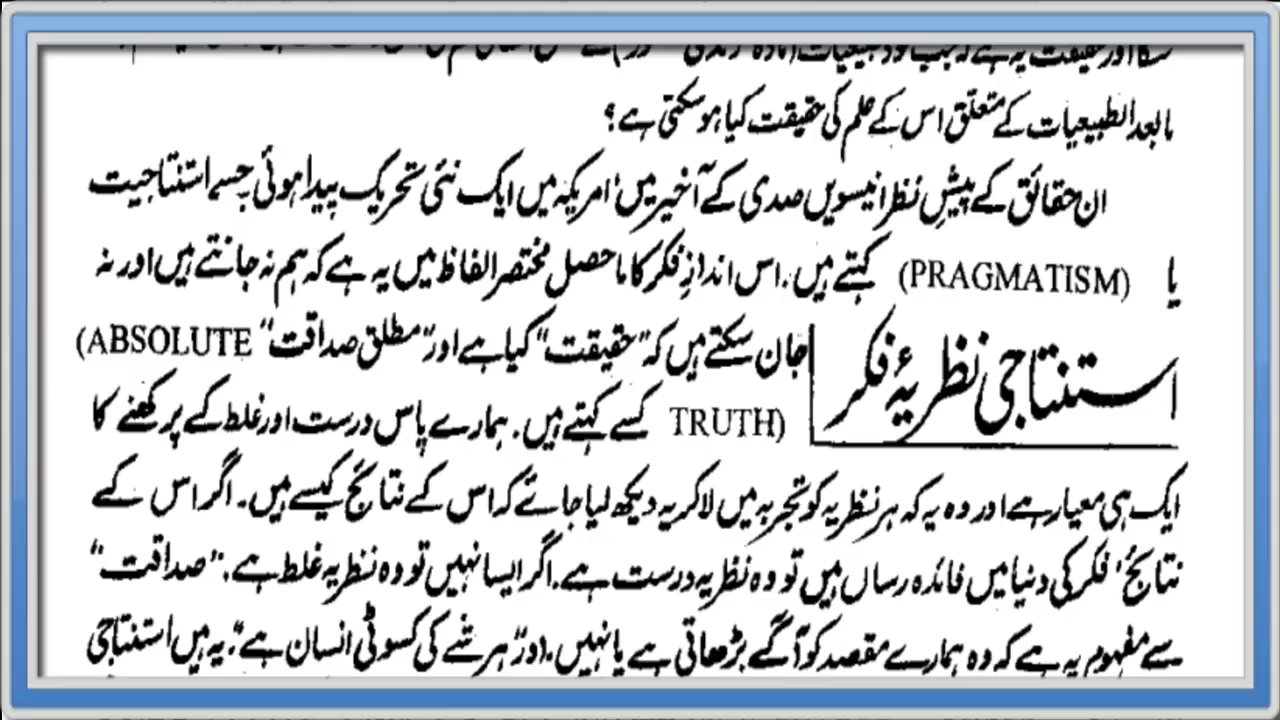 مابعد الطبیعیات کے متعلق اس کے علم کی حقیقت کیا ہو سکتی ہے؟
ان حقائق کے پیشِ نظر انیسویں صدی کے آخیر میں' امریکہ میں ایک نئی تحریک پیدا ہوئی جسے استنتاجیت
یا (PRAGMATISM) کہتے ہیں۔ اس اندازِ فکر کا ماحصل مختصر الفاظ میں یہ ہے کہ ہم نہ جانتے ہیں اور نہ
استنتاجی نظریۂ فکر
جان سکتے ہیں کہ "حقیقت" کیا ہے اور "مطلق صداقت" (ABSOLUTE
TRUTH) کسے کہتے ہیں۔ ہمارے پاس درست اور غلط کے پرکھنے کا
ایک ہی معیار ہے اور وہ یہ کہ ہر نظریہ کو تجربہ میں لاکر یہ دیکھ لیا جائے کہ اس کے نتائج کیسے ہیں۔ اگر اس کے
نتائج' فکر کی دنیا میں فائدہ رساں ہیں تو وہ نظریہ درست ہے۔ اگر ایسا نہیں تو وہ نظریہ غلط ہے۔ "صداقت"
سے مفہوم یہ ہے کہ وہ ہمارے مقصد کو آگے بڑھاتی ہے یا نہیں۔ اور "ہر شے کی کسوٹی انسان ہے"۔ یہ ہیں استنتاجی